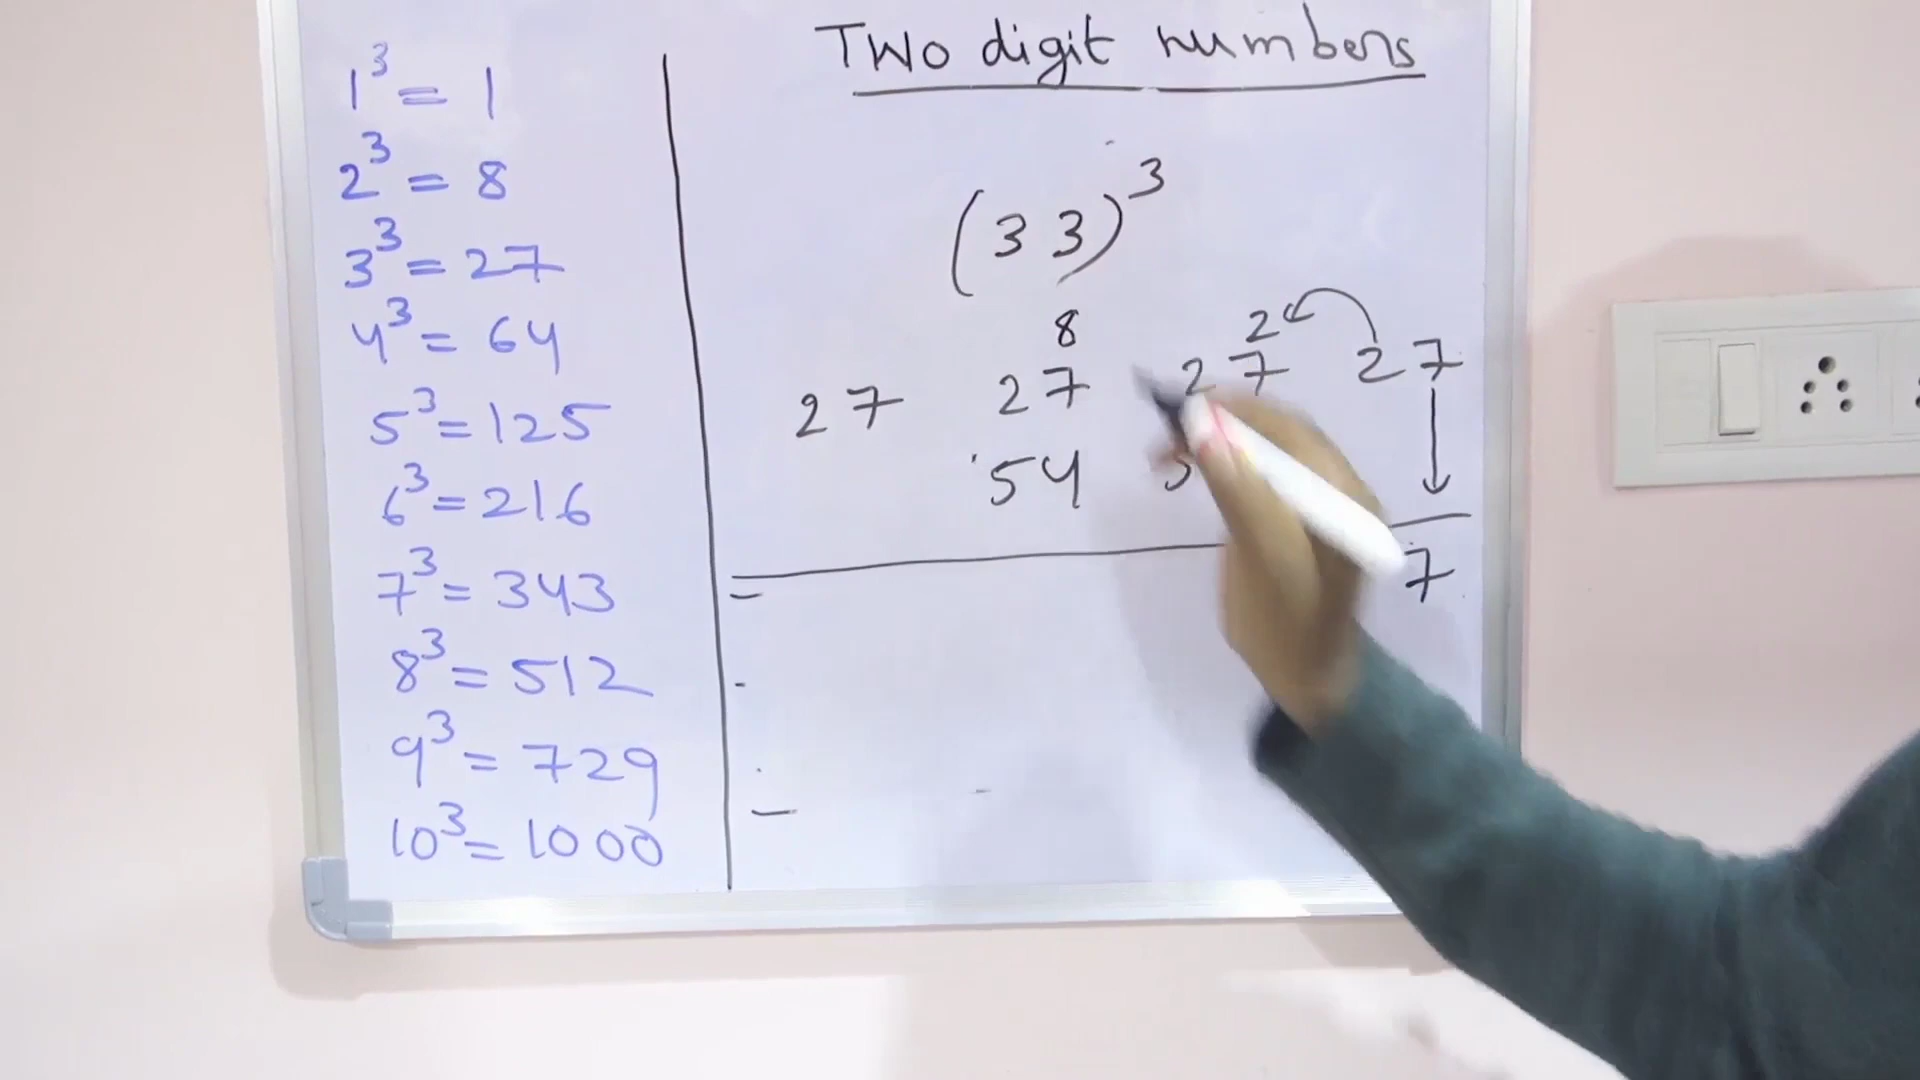 1³ = 1
2³ = 8
3³ = 27
4³ = 64
5³ = 125
6³ = 216
7³ = 343
8³ = 512
9³ = 729
10³ = 1000
Two digit numbers
(33)³
8 2
27 27 27 27
54 5
= 7